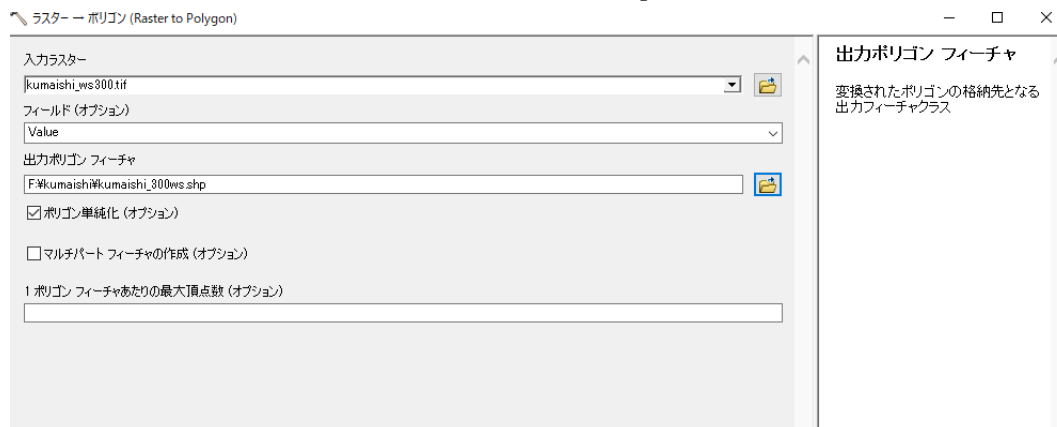 ラスター → ポリゴン (Raster to Polygon)
入力ラスター
kumaishi_ws300.tif
フィールド (オプション)
Value
出力ポリゴン フィーチャ
F:¥kumaishi¥kumaishi_300ws.shp
ポリゴン単純化 (オプション)
マルチパート フィーチャの作成 (オプション)
1 ポリゴン フィーチャあたりの最大頂点数 (オプション)
出力ポリゴン フィーチャ
変換されたポリゴンの格納先となる
出力フィーチャクラス